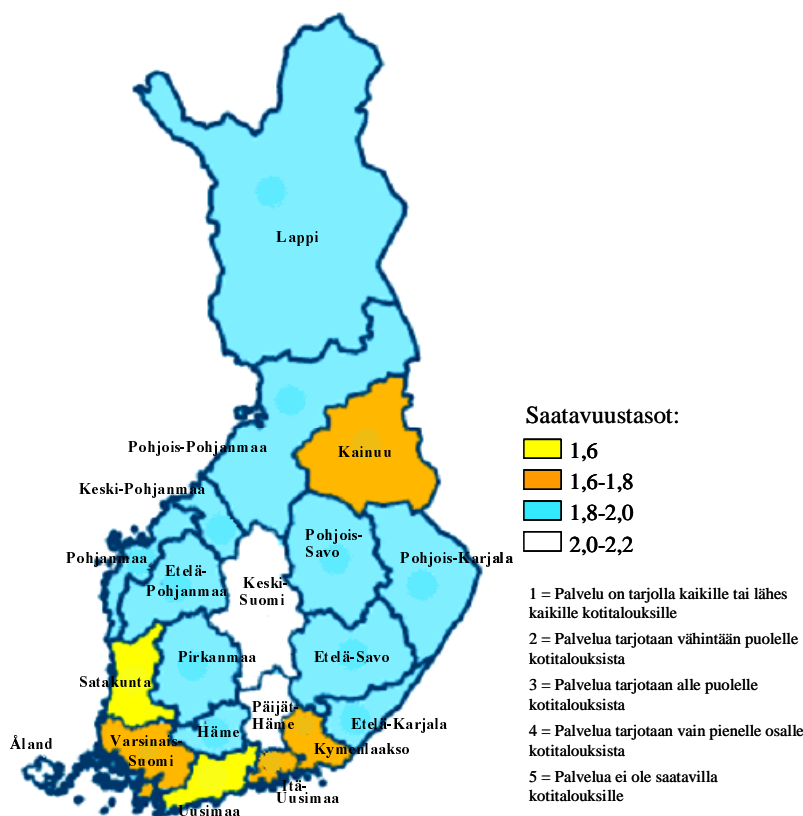 Lappi
Pohjois-Pohjanmaa
Kainuu
Keski-Pohjanmaa
Pohjanmaa
Etelä-
Pohjanmaa
Keski-
Suomi
Pohjois-
Savo
Pohjois-Karjala
Satakunta
Pirkanmaa
Etelä-Savo
Päijät-
Häme
Häme
Etelä-Karjala
Kymenlaakso
Varsinais-
Suomi
Åland
Itä-
Uusimaa
Uusimaa
Saatavuustasot:
1,6
1,6-1,8
1,8-2,0
2,0-2,2
1 = Palvelu on tarjolla kaikille tai lähes
kaikille kotitalouksille
2 = Palvelua tarjotaan vähintään puolelle
kotitalouksista
3 = Palvelua tarjotaan alle puolelle
kotitalouksista
4 = Palvelua tarjotaan vain pienelle osalle
kotitalouksista
5 = Palvelua ei ole saatavilla
kotitalouksille